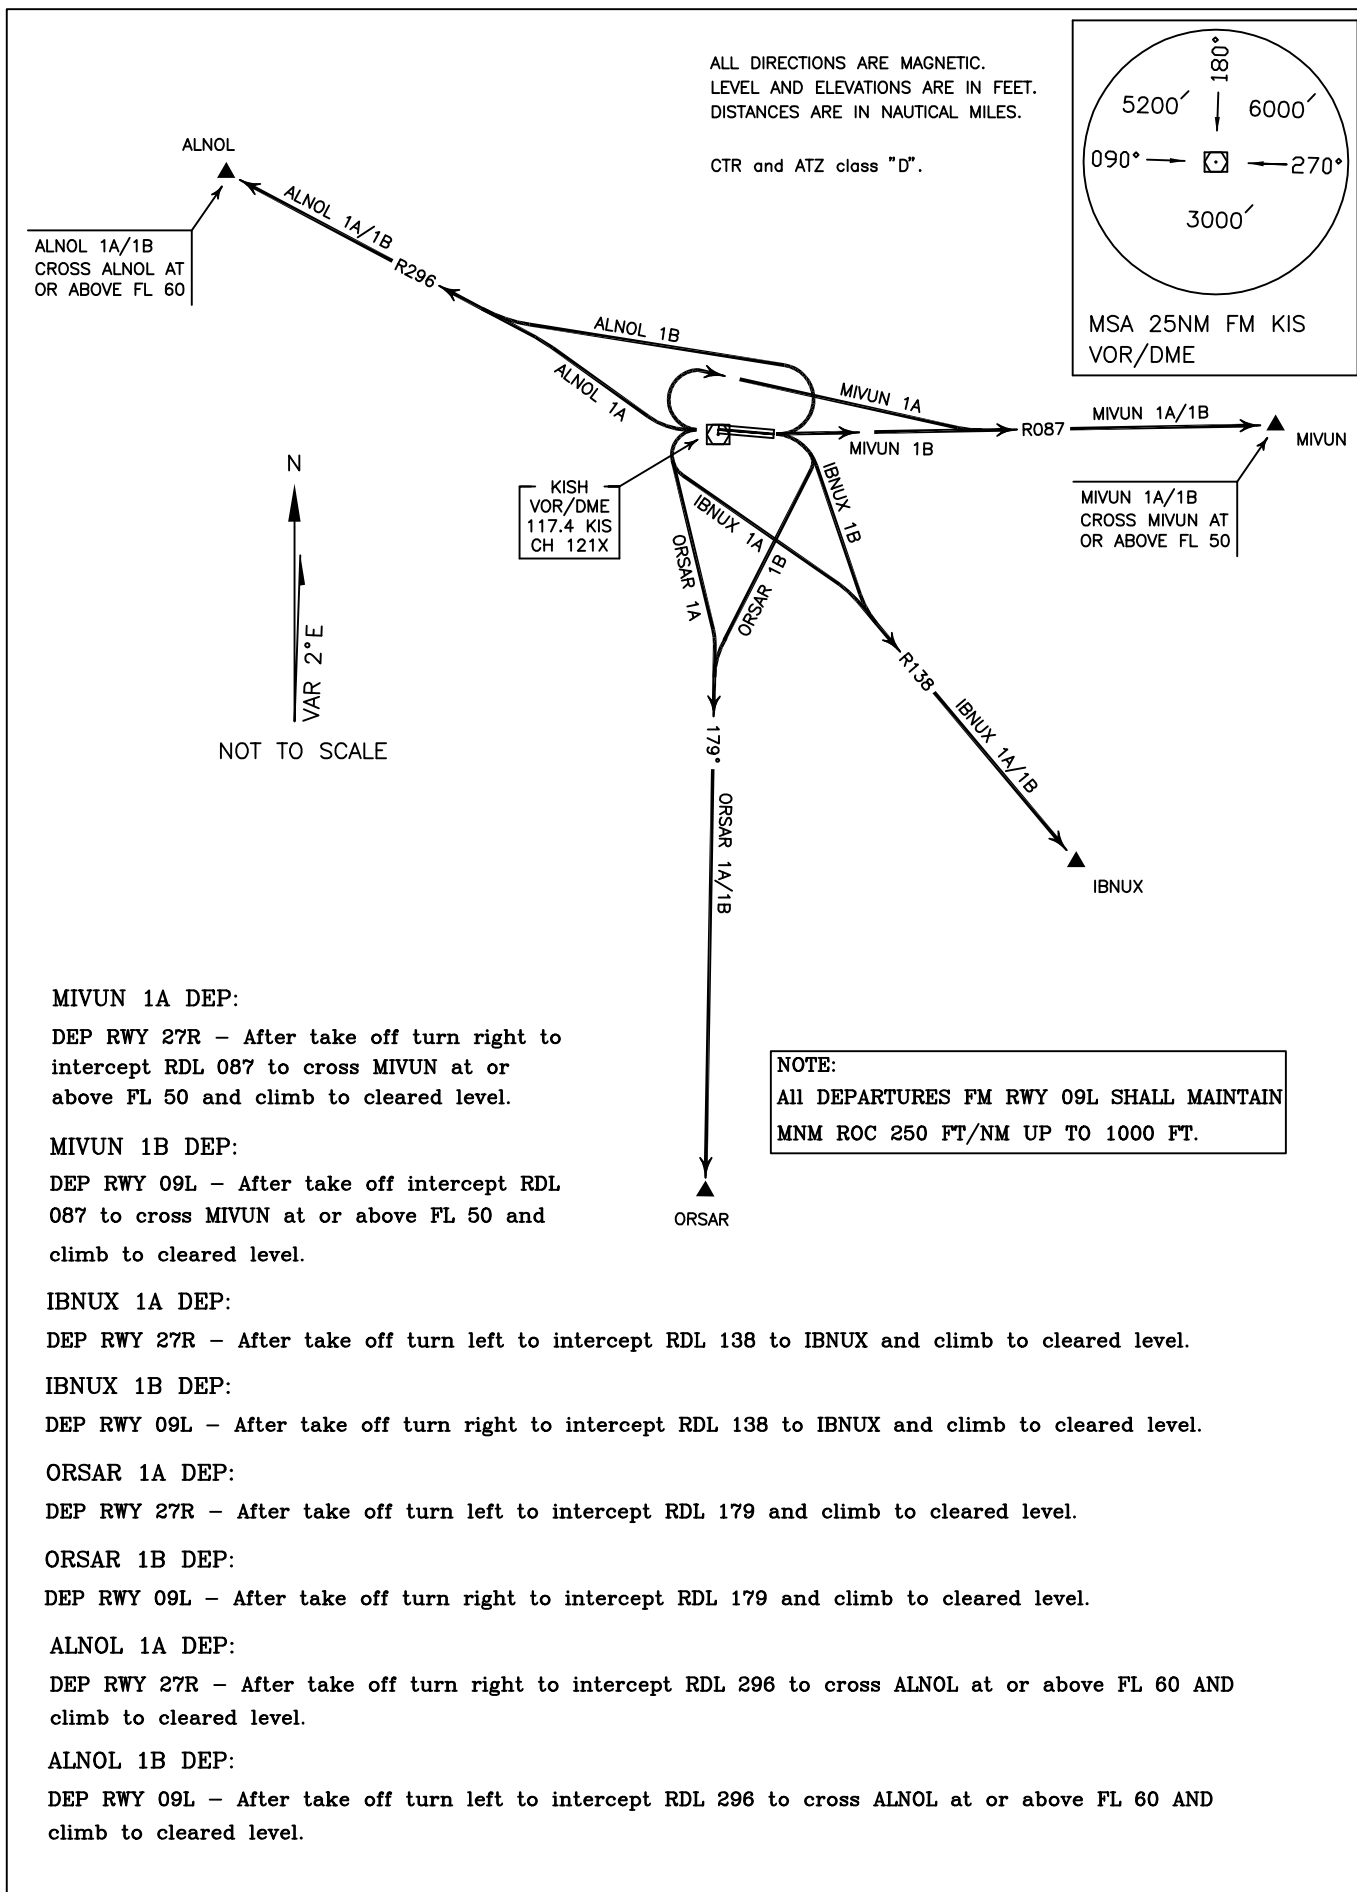 ALL DIRECTIONS ARE MAGNETIC.
LEVEL AND ELEVATIONS ARE IN FEET.
DISTANCES ARE IN NAUTICAL MILES.
CTR and ATZ class "D".
180°
5200′
6000′
090°
270°
3000′
MSA 25NM FM KIS
VOR/DME
ALNOL
ALNOL 1A/1B
CROSS ALNOL AT
OR ABOVE FL 60
ALNOL 1A/1B
R296
ALNOL 1B
ALNOL 1A
MIVUN 1A
MIVUN 1B
R087
MIVUN 1A/1B
MIVUN
MIVUN 1A/1B
CROSS MIVUN AT
OR ABOVE FL 50
KISH
VOR/DME
117.4 KIS
CH 121X
IBNUX 1A
IBNUX 1B
ORSAR 1A
ORSAR 1B
N
VAR 2°E
NOT TO SCALE
R138
IBNUX 1A/1B
IBNUX
179°
ORSAR 1A/1B
ORSAR
MIVUN 1A DEP:
DEP RWY 27R – After take off turn right to
intercept RDL 087 to cross MIVUN at or
above FL 50 and climb to cleared level.
NOTE:
All DEPARTURES FM RWY 09L SHALL MAINTAIN
MNM ROC 250 FT/NM UP TO 1000 FT.
MIVUN 1B DEP:
DEP RWY 09L – After take off intercept RDL
087 to cross MIVUN at or above FL 50 and
climb to cleared level.
IBNUX 1A DEP:
DEP RWY 27R – After take off turn left to intercept RDL 138 to IBNUX and climb to cleared level.
IBNUX 1B DEP:
DEP RWY 09L – After take off turn right to intercept RDL 138 to IBNUX and climb to cleared level.
ORSAR 1A DEP:
DEP RWY 27R – After take off turn left to intercept RDL 179 and climb to cleared level.
ORSAR 1B DEP:
DEP RWY 09L – After take off turn right to intercept RDL 179 and climb to cleared level.
ALNOL 1A DEP:
DEP RWY 27R – After take off turn right to intercept RDL 296 to cross ALNOL at or above FL 60 AND
climb to cleared level.
ALNOL 1B DEP:
DEP RWY 09L – After take off turn left to intercept RDL 296 to cross ALNOL at or above FL 60 AND
climb to cleared level.